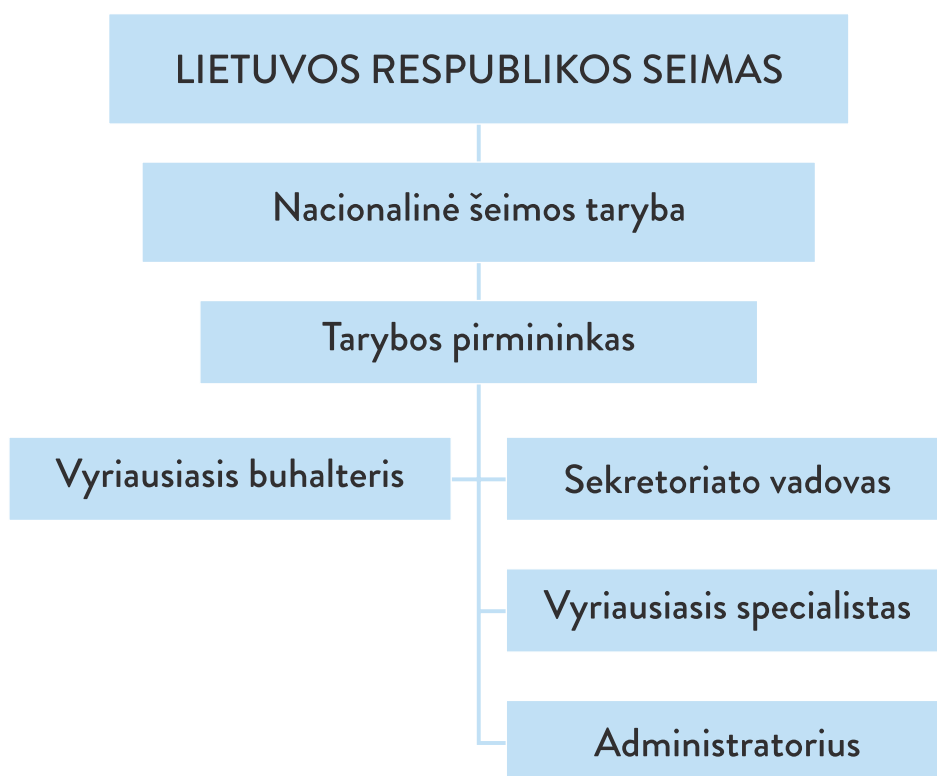 LIETUVOS RESPUBLIKOS SEIMAS
Nacionalinė šeimos taryba
Tarybos pirmininkas
Vyriausiasis buhalteris
Sekretoriato vadovas
Vyriausiasis specialistas
Administratorius